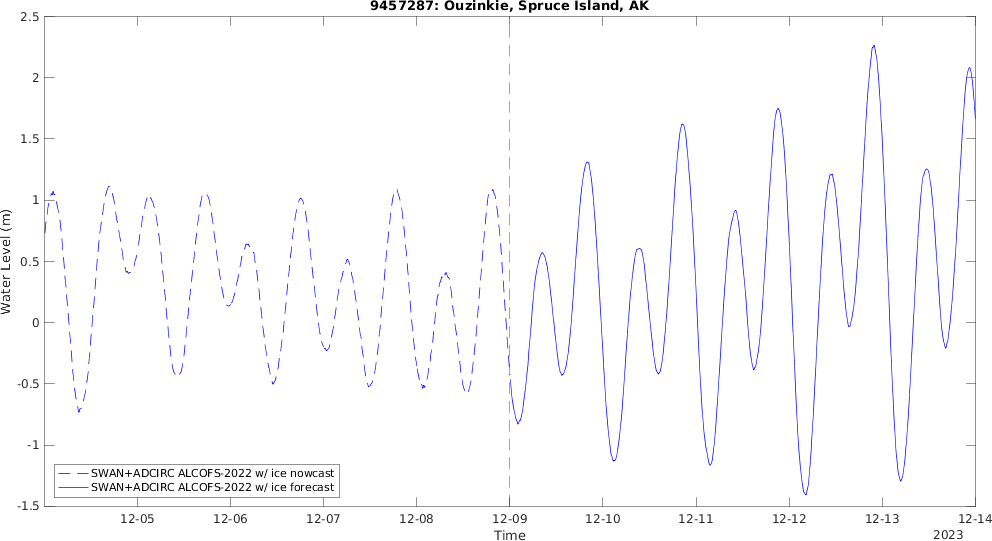 9457287: Ouzinkie, Spruce Island, AK
2.5
2
1.5
1
0.5
0
-0.5
-1
-1.5
Water Level (m)
SWAN+ADCIRC ALCOFS-2022 w/ ice nowcast
SWAN+ADCIRC ALCOFS-2022 w/ ice forecast
12-05 12-06 12-07 12-08 12-09 12-10 12-11 12-12 12-13 12-14
Time
2023